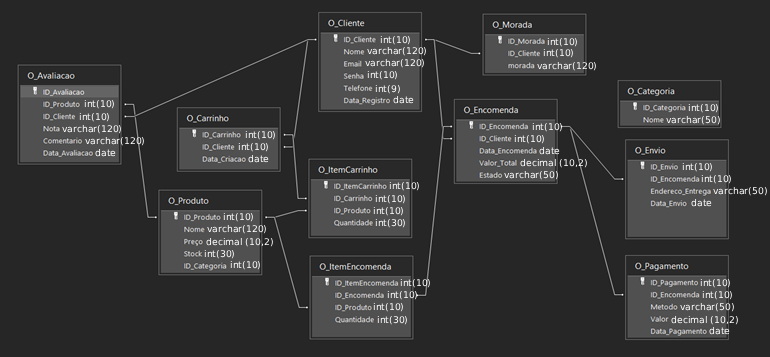 O_Cliente
ID_Cliente int(10)
Nome varchar(120)
Email varchar(120)
Senha int(10)
Telefone int(9)
Data_Registro date
O_Morada
ID_Morada int(10)
ID_Cliente int(10)
morada varchar(120)
O_Avaliacao
ID_Avaliacao
ID_Produto int(10)
ID_Cliente int(10)
Nota varchar(120)
Comentario varchar(120)
Data_Avaliacao date
O_Categoria
ID_Categoria int(10)
Nome varchar(50)
O_Carrinho
ID_Carrinho int(10)
ID_Cliente int(10)
Data_Criacao date
O_Encomenda
ID_Encomenda int(10)
ID_Cliente int(10)
Data_Encomenda date
Valor_Total decimal (10,2)
Estado varchar(50)
O_Envio
ID_Envio int(10)
ID_Encomenda int(10)
Endereco_Entrega varchar(50)
Data_Envio date
O_ItemCarrinho
ID_ItemCarrinho int(10)
ID_Carrinho int(10)
ID_Produto int(10)
Quantidade int(30)
O_Produto
ID_Produto int(10)
Nome varchar(120)
Preço decimal (10,2)
Stock int(30)
ID_Categoria int(10)
O_ItemEncomenda
ID_ItemEncomenda int(10)
ID_Encomenda int(10)
ID_Produto int(10)
Quantidade int(30)
O_Pagamento
ID_Pagamento int(10)
ID_Encomenda int(10)
Metodo varchar(50)
Valor decimal (10,2)
Data_Pagamento date